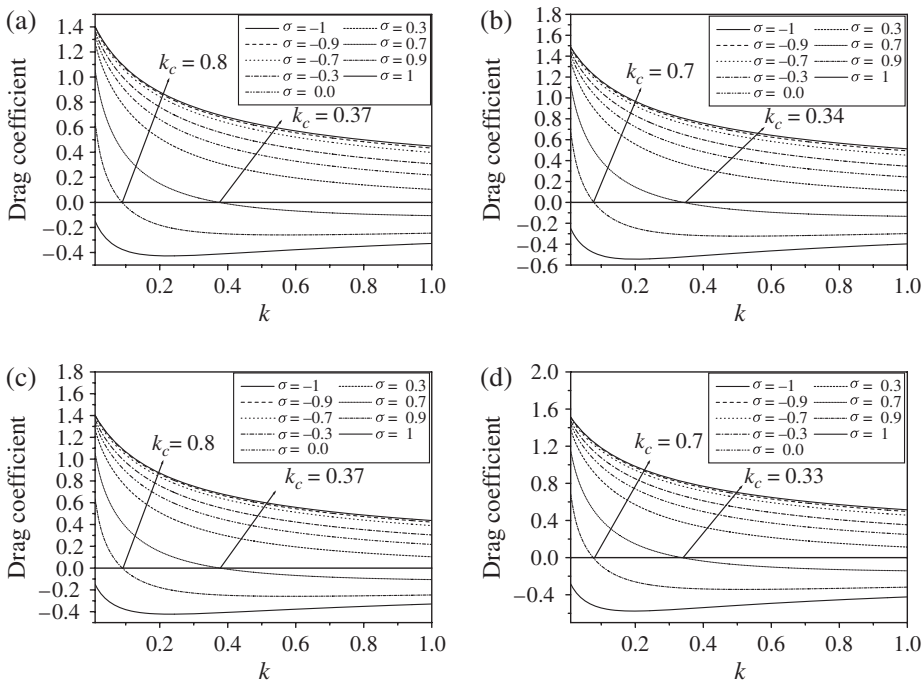 (a)
1.4
1.2
1.0
0.8
0.6
0.4
0.2
0.0
−0.2
−0.4
Drag coefficient
σ = −1
σ = −0.9
σ = −0.7
σ = −0.3
σ = 0.0
σ = 0.3
σ = 0.7
σ = 0.9
σ = 1
k_c = 0.8
k_c = 0.37
0.2 0.4 0.6 0.8 1.0
k
(b)
1.8
1.6
1.4
1.2
1.0
0.8
0.6
0.4
0.2
0.0
−0.2
−0.4
−0.6
Drag coefficient
σ = −1
σ = −0.9
σ = −0.7
σ = −0.3
σ = 0.0
σ = 0.3
σ = 0.7
σ = 0.9
σ = 1
k_c = 0.7
k_c = 0.34
0.2 0.4 0.6 0.8 1.0
k
(c)
1.8
1.6
1.4
1.2
1.0
0.8
0.6
0.4
0.2
0.0
−0.2
−0.4
Drag coefficient
σ = −1
σ = −0.9
σ = −0.7
σ = −0.3
σ = 0.0
σ = 0.3
σ = 0.7
σ = 0.9
σ = 1
k_c = 0.8
k_c = 0.37
0.2 0.4 0.6 0.8 1.0
k
(d)
2.0
1.6
1.2
0.8
0.4
0.0
−0.4
Drag coefficient
σ = −1
σ = −0.9
σ = −0.7
σ = −0.3
σ = 0.0
σ = 0.3
σ = 0.7
σ = 0.9
σ = 1
k_c = 0.7
k_c = 0.33
0.2 0.4 0.6 0.8 1.0
k